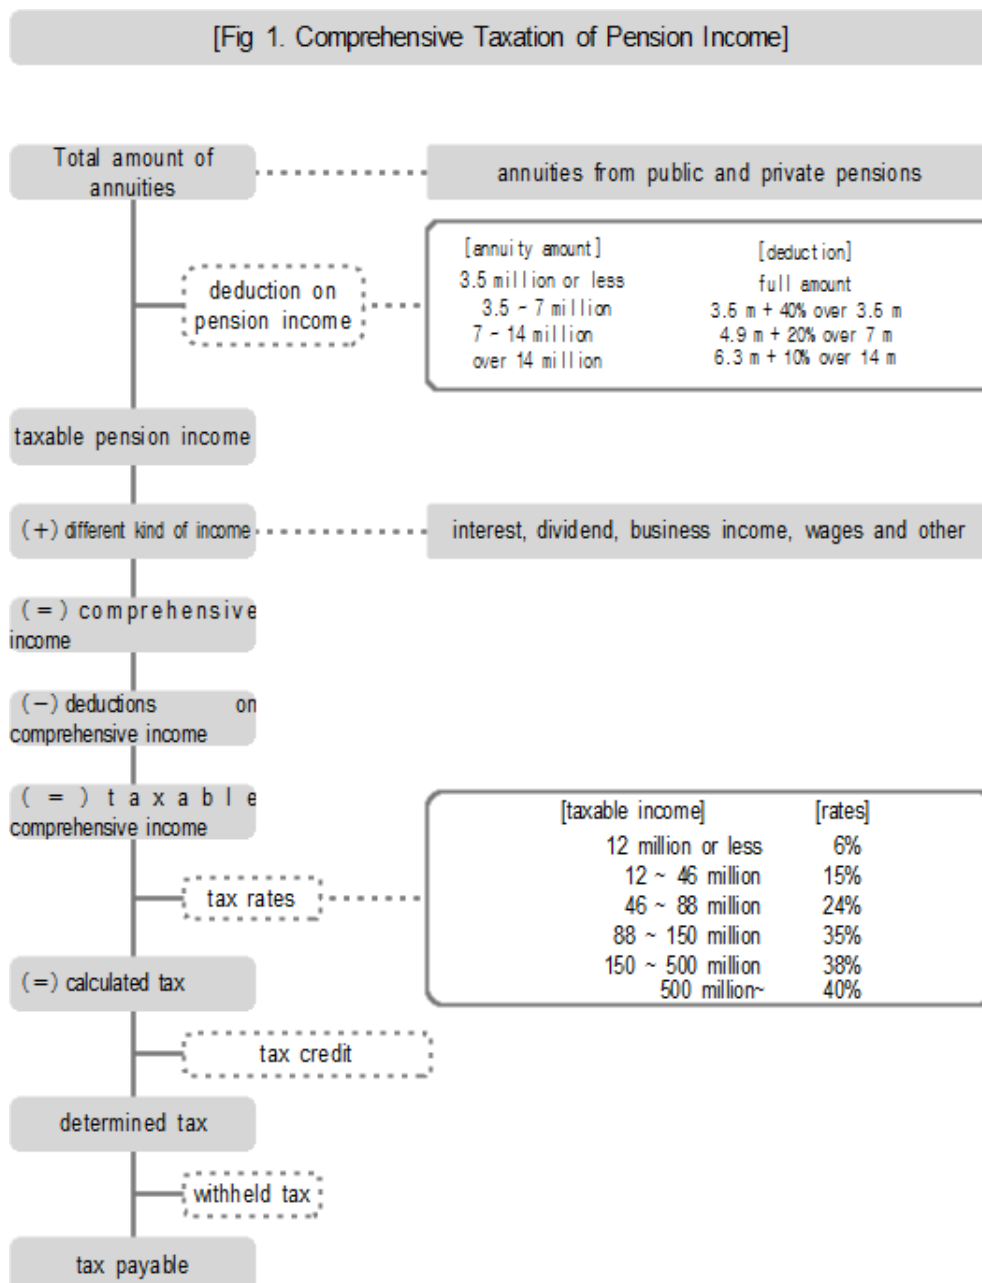 [Fig 1. Comprehensive Taxation of Pension Income]
Total amount of
annuities
annuities from public and private pensions
deduction on
pension income
[annuity amount] [deduction]
3.5 million or less full amount
3.5 ~ 7 million 3.5 m + 40% over 3.5 m
7 ~ 14 million 4.9 m + 20% over 7 m
over 14 million 6.3 m + 10% over 14 m
taxable pension income
(+) different kind of income
interest, dividend, business income, wages and other
(=) comprehensive
income
(−) deductions on
comprehensive income
(=) taxable
comprehensive income
tax rates
[taxable income] [rates]
12 million or less 6%
12 ~ 46 million 15%
46 ~ 88 million 24%
88 ~ 150 million 35%
150 ~ 500 million 38%
500 million~ 40%
(=) calculated tax
tax credit
determined tax
withheld tax
tax payable